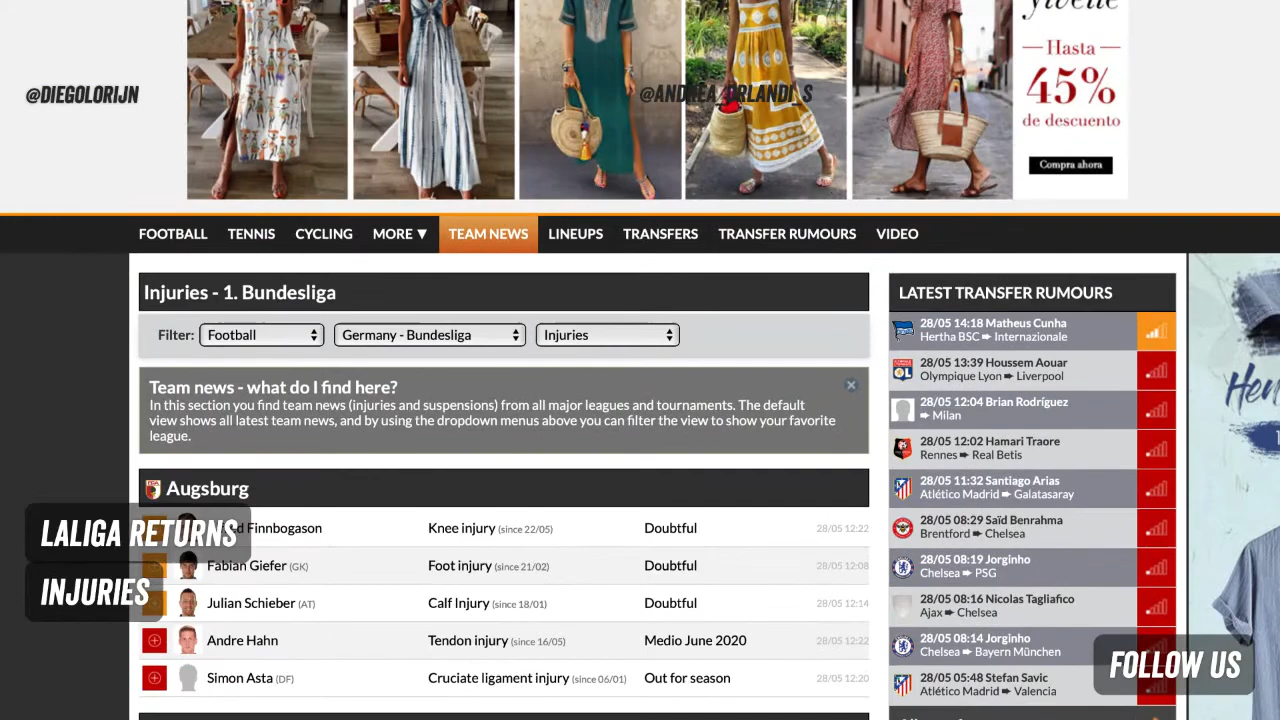 Hasta
45%
de descuento
Compra ahora
@DIEGOLORIJN
FOOTBALL TENNIS CYCLING MORE ▼ TEAM NEWS LINEUPS TRANSFERS TRANSFER RUMOURS VIDEO
Injuries - 1. Bundesliga
Filter: Football Germany - Bundesliga Injuries
Team news - what do I find here?
In this section you find team news (injuries and suspensions) from all major leagues and tournaments. The default
view shows all latest team news, and by using the dropdown menus above you can filter the view to show your favorite
league.
Augsburg
Finnbogason Knee injury (since 22/05) Doubtful 28/05 12:22
Fabian Giefer (GK) Foot injury (since 21/02) Doubtful 28/05 12:08
Julian Schieber (AT) Calf Injury (since 18/01) Doubtful 28/05 12:14
Andre Hahn Tendon injury (since 16/05) Medio June 2020 28/05 12:22
Simon Asta (DF) Cruciate ligament injury (since 06/01) Out for season 28/05 12:20
LALIGA RETURNS
INJURIES
LATEST TRANSFER RUMOURS
28/05 14:18 Matheus Cunha
Hertha BSC ➨ Internazionale
28/05 13:39 Houssem Aouar
Olympique Lyon ➨ Liverpool
28/05 12:04 Brian Rodríguez
➨ Milan
28/05 12:02 Hamari Traore
Rennes ➨ Real Betis
28/05 11:32 Santiago Arias
Atlético Madrid ➨ Galatasaray
28/05 08:29 Saïd Benrahma
Brentford ➨ Chelsea
28/05 08:19 Jorginho
Chelsea ➨ PSG
28/05 08:16 Nicolas Tagliafico
Ajax ➨ Chelsea
28/05 08:14 Jorginho
Chelsea ➨ Bayern München
28/05 05:48 Stefan Savic
Atlético Madrid ➨ Valencia
FOLLOW US